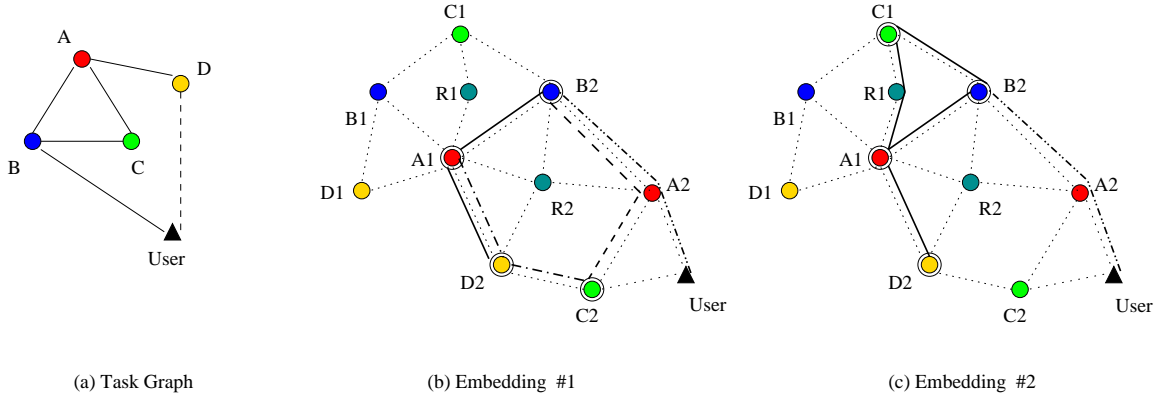 A
D
B
C
User
(a) Task Graph
C1
B1
R1
B2
A1
D1
A2
R2
D2
C2
User
(b) Embedding #1
C1
B1
R1
B2
A1
D1
A2
R2
D2
C2
User
(c) Embedding #2